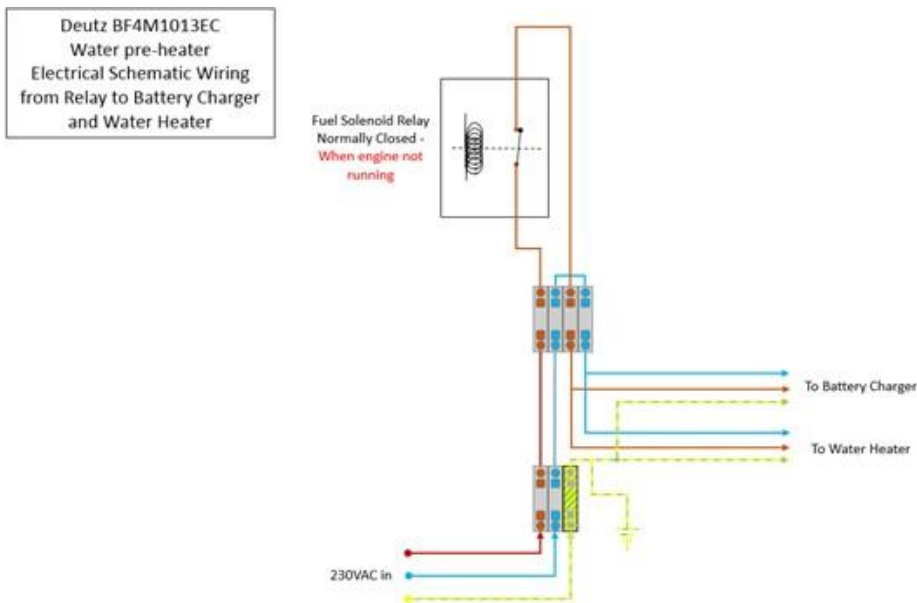 Deutz BF4M1013EC
Water pre-heater
Electrical Schematic Wiring
from Relay to Battery Charger
and Water Heater
Fuel Solenoid Relay
Normally Closed -
When engine not
running
To Battery Charger
To Water Heater
230VAC in